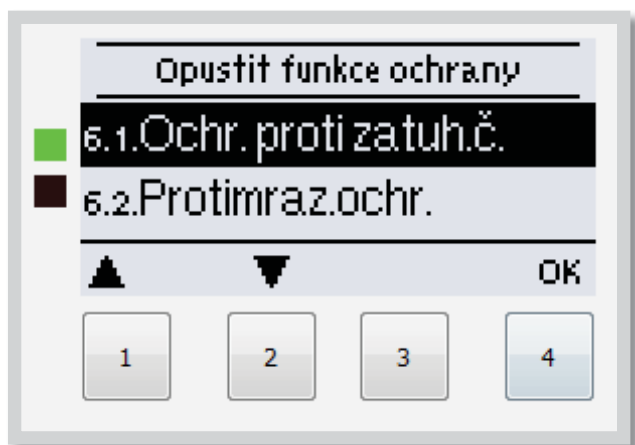 Opustit funkce ochrany
6.1.Ochr. proti zatuh.č.
6.2.Protimraz.ochr.
▲ ▼ OK
1 2 3 4